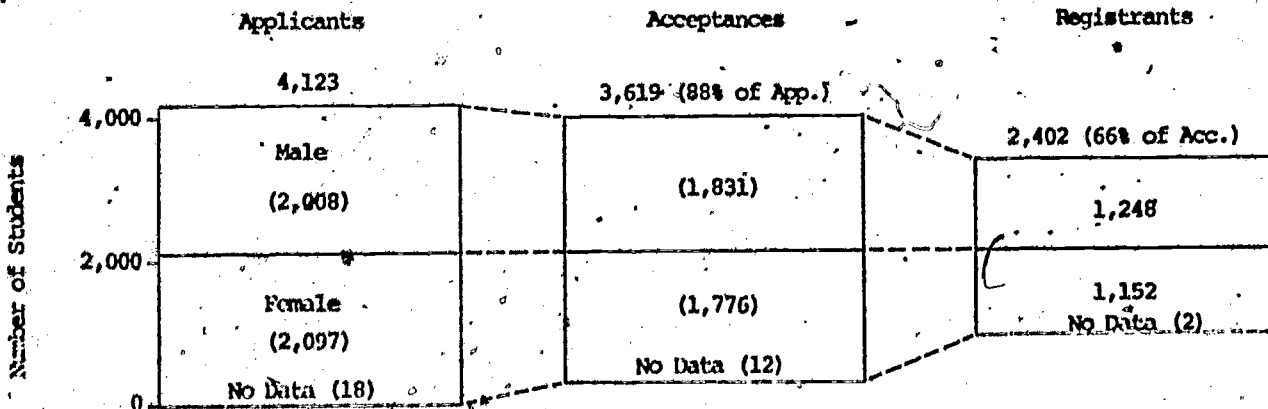 Applicants Acceptances Registrants
4,123 3,619 (88% of App.)
2,402 (66% of Acc.)
4,000
Male
(2,008) (1,831)
1,248
Number of Students
2,000
Female (1,776) 1,152
(2,097) No Data (2)
No Data (18) No Data (12)
0